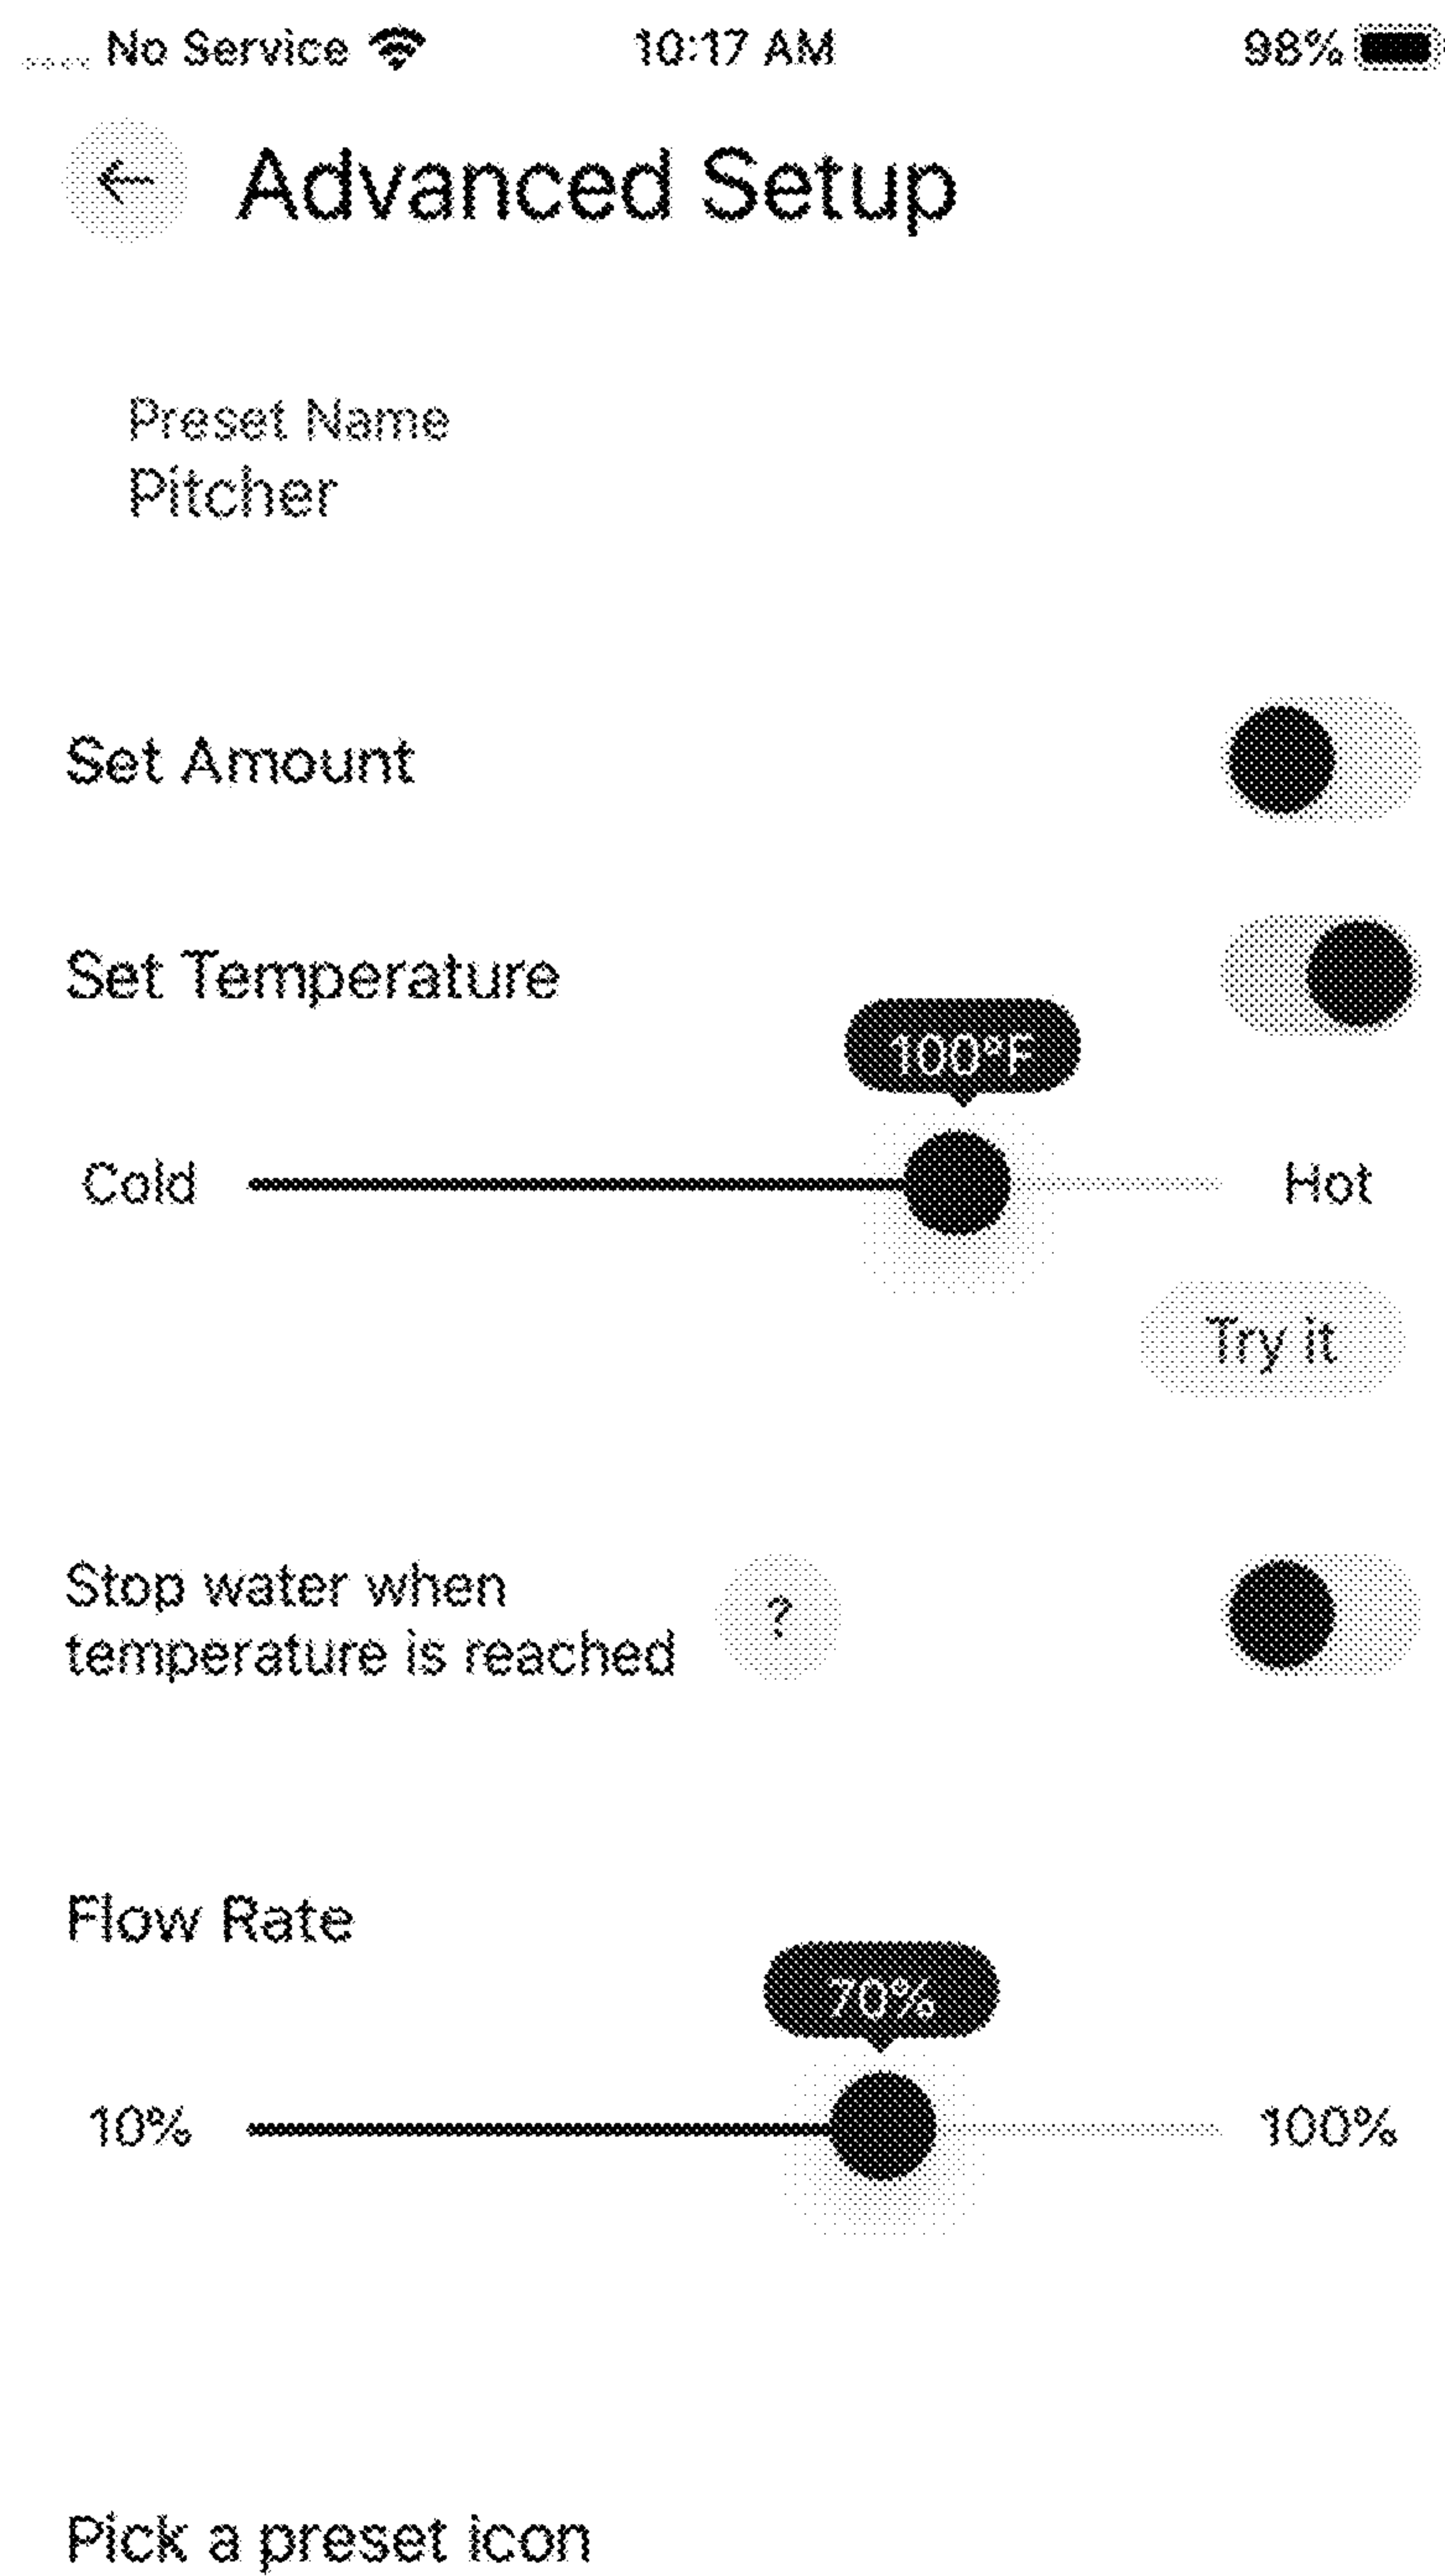 No Service 10:17 AM 98%
Advanced Setup
Preset Name
Pitcher
Set Amount
Set Temperature
100°F
Cold Hot
Try it
Stop water when
temperature is reached ?
Flow Rate
70%
10% 100%
Pick a preset icon